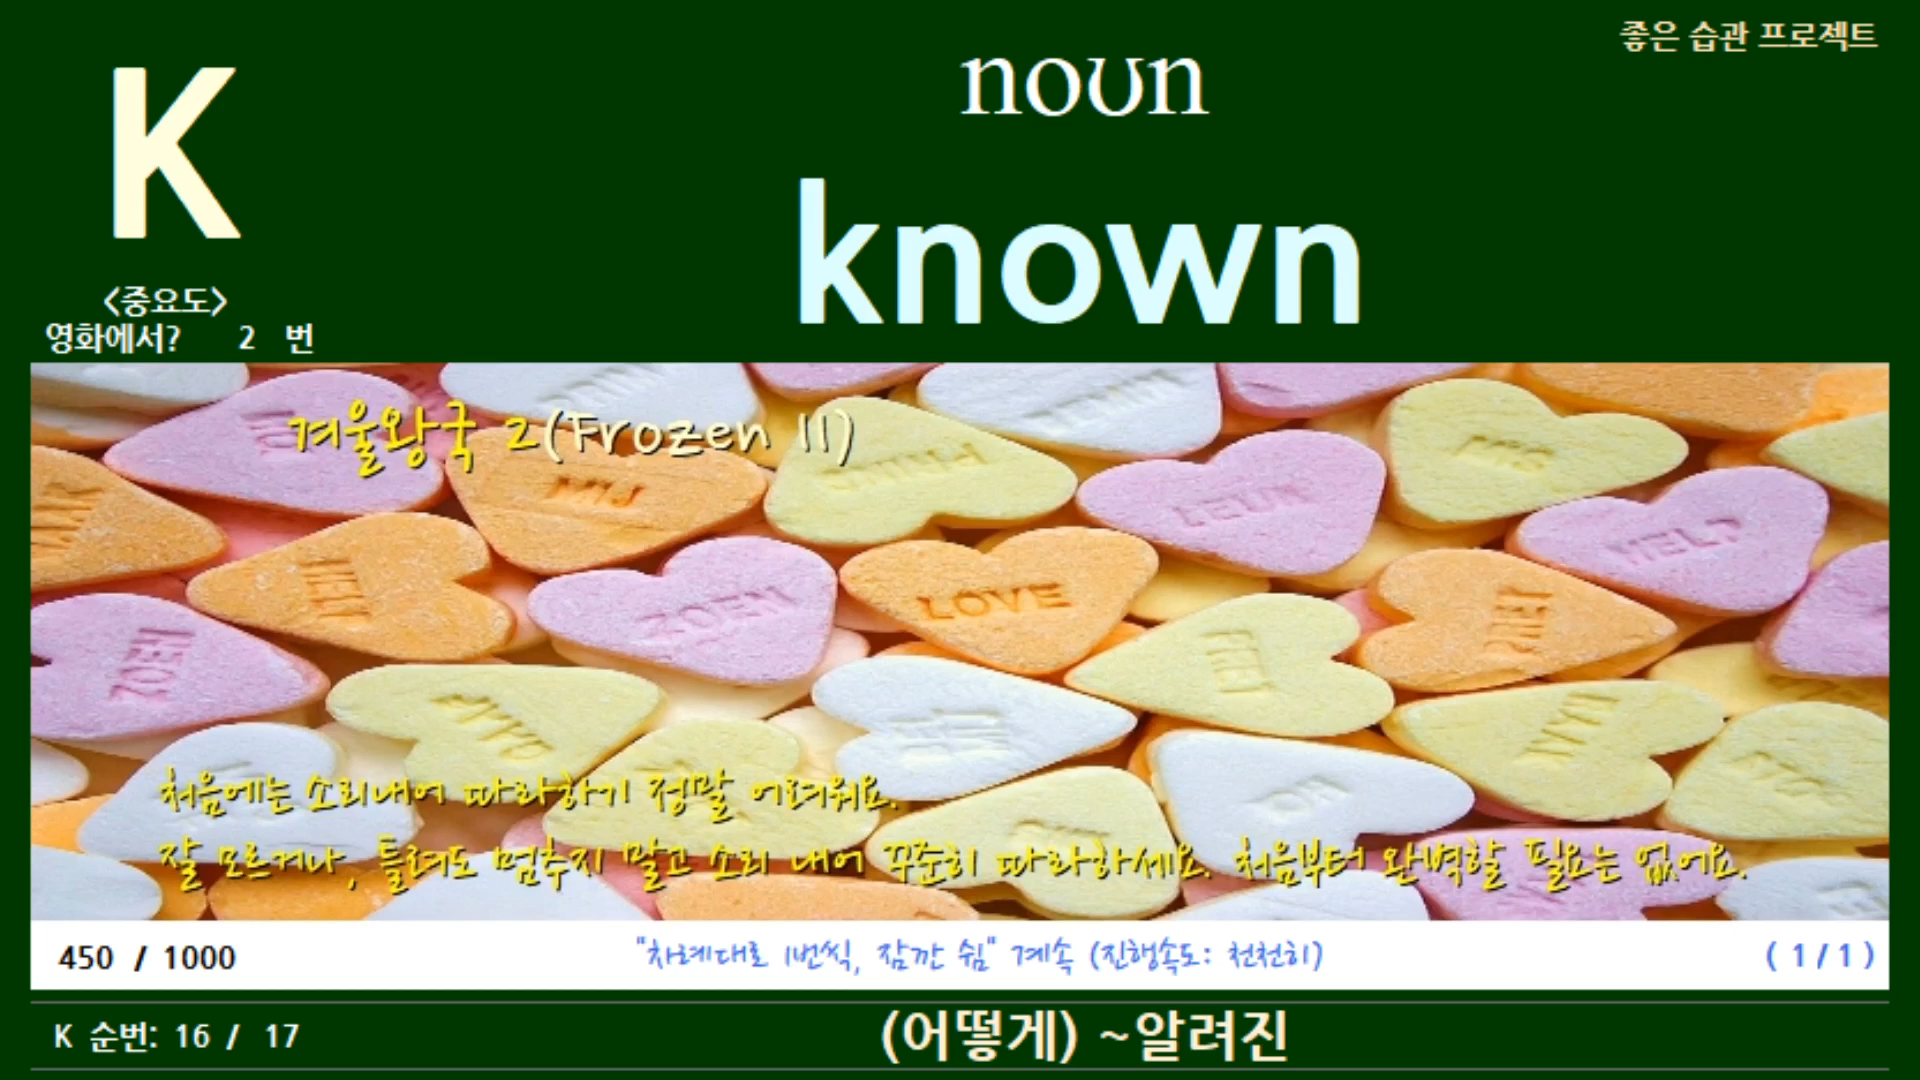 좋은 습관 프로젝트
K
noʊn
known
<중요도>
영화에서? 2 번
겨울왕국 2(Frozen II)
MIJ
LEUK
HELP
ZOEN
LOVE
처음에는 소리내어 따라하기 정말 어려워요.
잘 모르거나, 틀려도 멈추지 말고 소리 내어 꾸준히 따라하세요. 처음부터 완벽할 필요는 없어요.
450 / 1000
"차례대로 1번씩, 잠깐 쉼" 계속 (진행속도: 천천히)
( 1 / 1 )
K 순번: 16 / 17
(어떻게) ~알려진